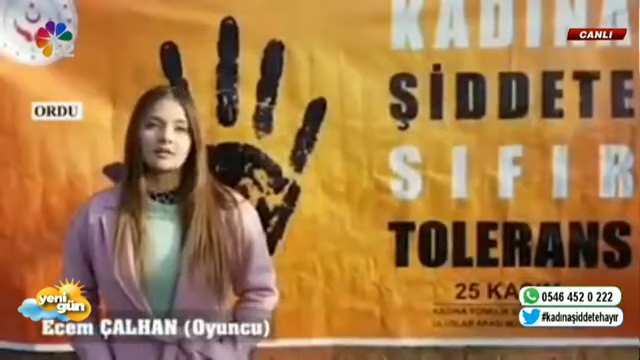 KADINA
CANLI
52
ŞİDDETE
ORDU
SIFIR
TOLERANS
25 KASIM
0546 452 0 222
yeni
gün
#kadınaşiddetehayır
Ecem ÇALHAN (Oyuncu)